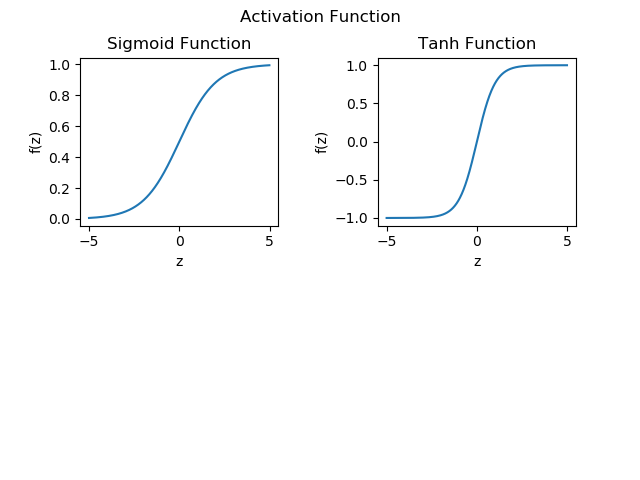 Activation Function
Sigmoid Function
1.0
0.8
0.6
0.4
0.2
0.0
f(z)
−5 0 5
z
Tanh Function
1.0
0.5
0.0
−0.5
−1.0
f(z)
−5 0 5
z